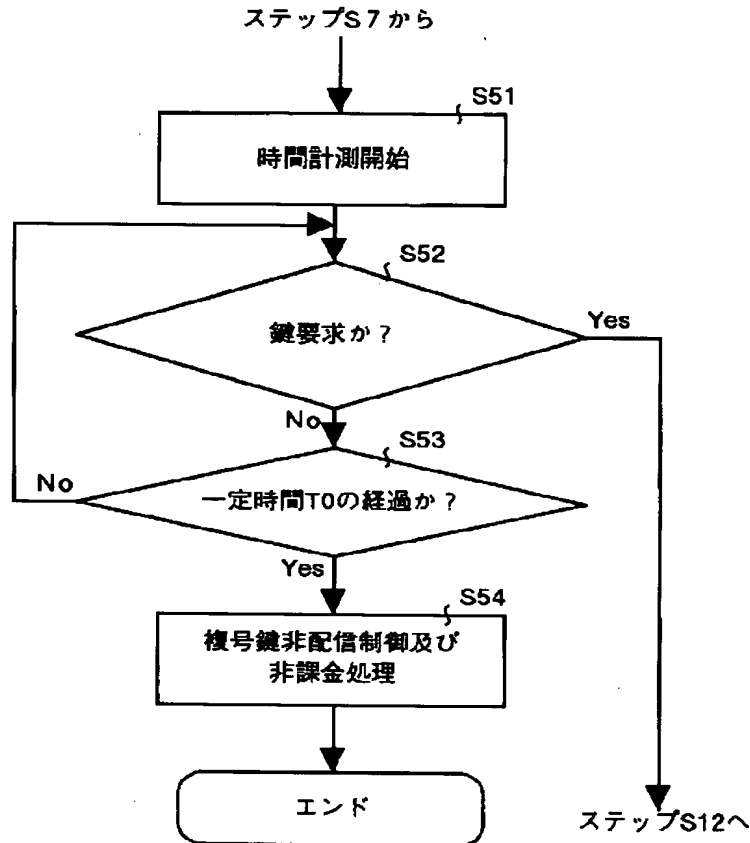 ステップS7から
S51
時間計測開始
S52
鍵要求か?
Yes
No
S53
No
一定時間T0の経過か?
Yes
S54
複号鍵非配信制御及び
非課金処理
エンド
ステップS12へ